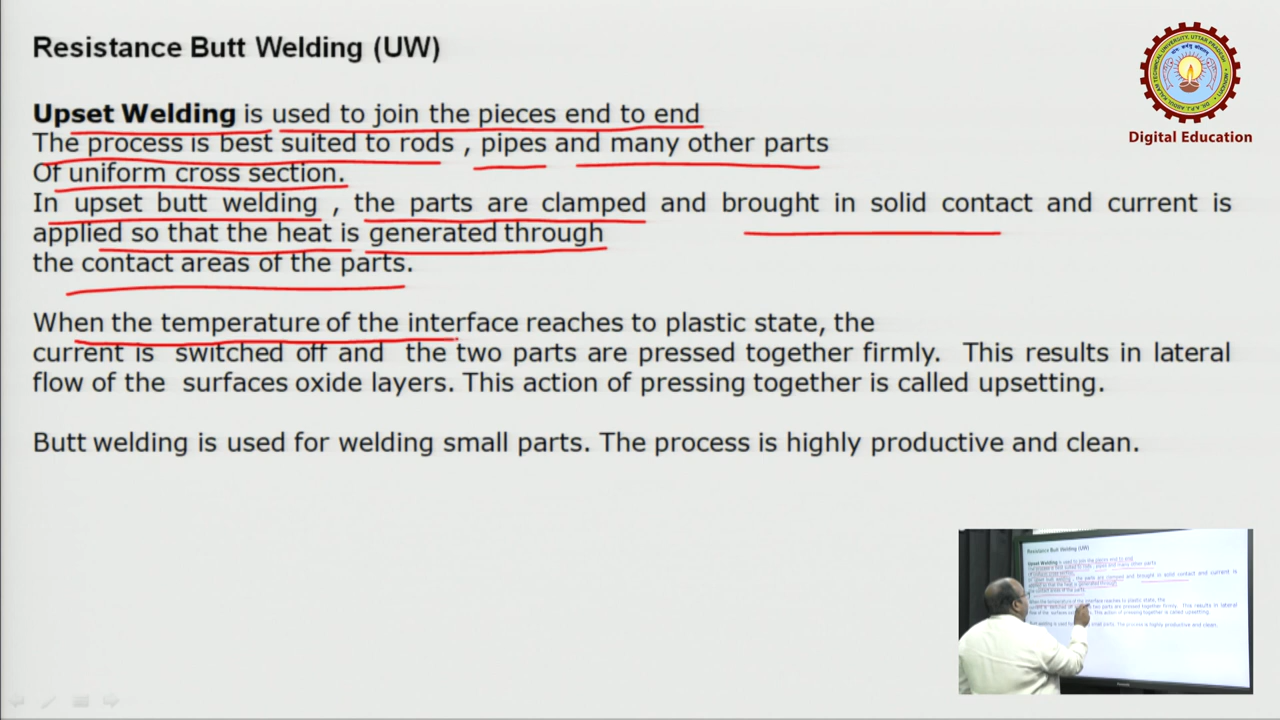 Resistance Butt Welding (UW)
Upset Welding is used to join the pieces end to end
The process is best suited to rods , pipes and many other parts
Of uniform cross section.
In upset butt welding , the parts are clamped and brought in solid contact and current is
applied so that the heat is generated through
the contact areas of the parts.
When the temperature of the interface reaches to plastic state, the
current is switched off and the two parts are pressed together firmly. This results in lateral
flow of the surfaces oxide layers. This action of pressing together is called upsetting.
Butt welding is used for welding small parts. The process is highly productive and clean.
Digital Education